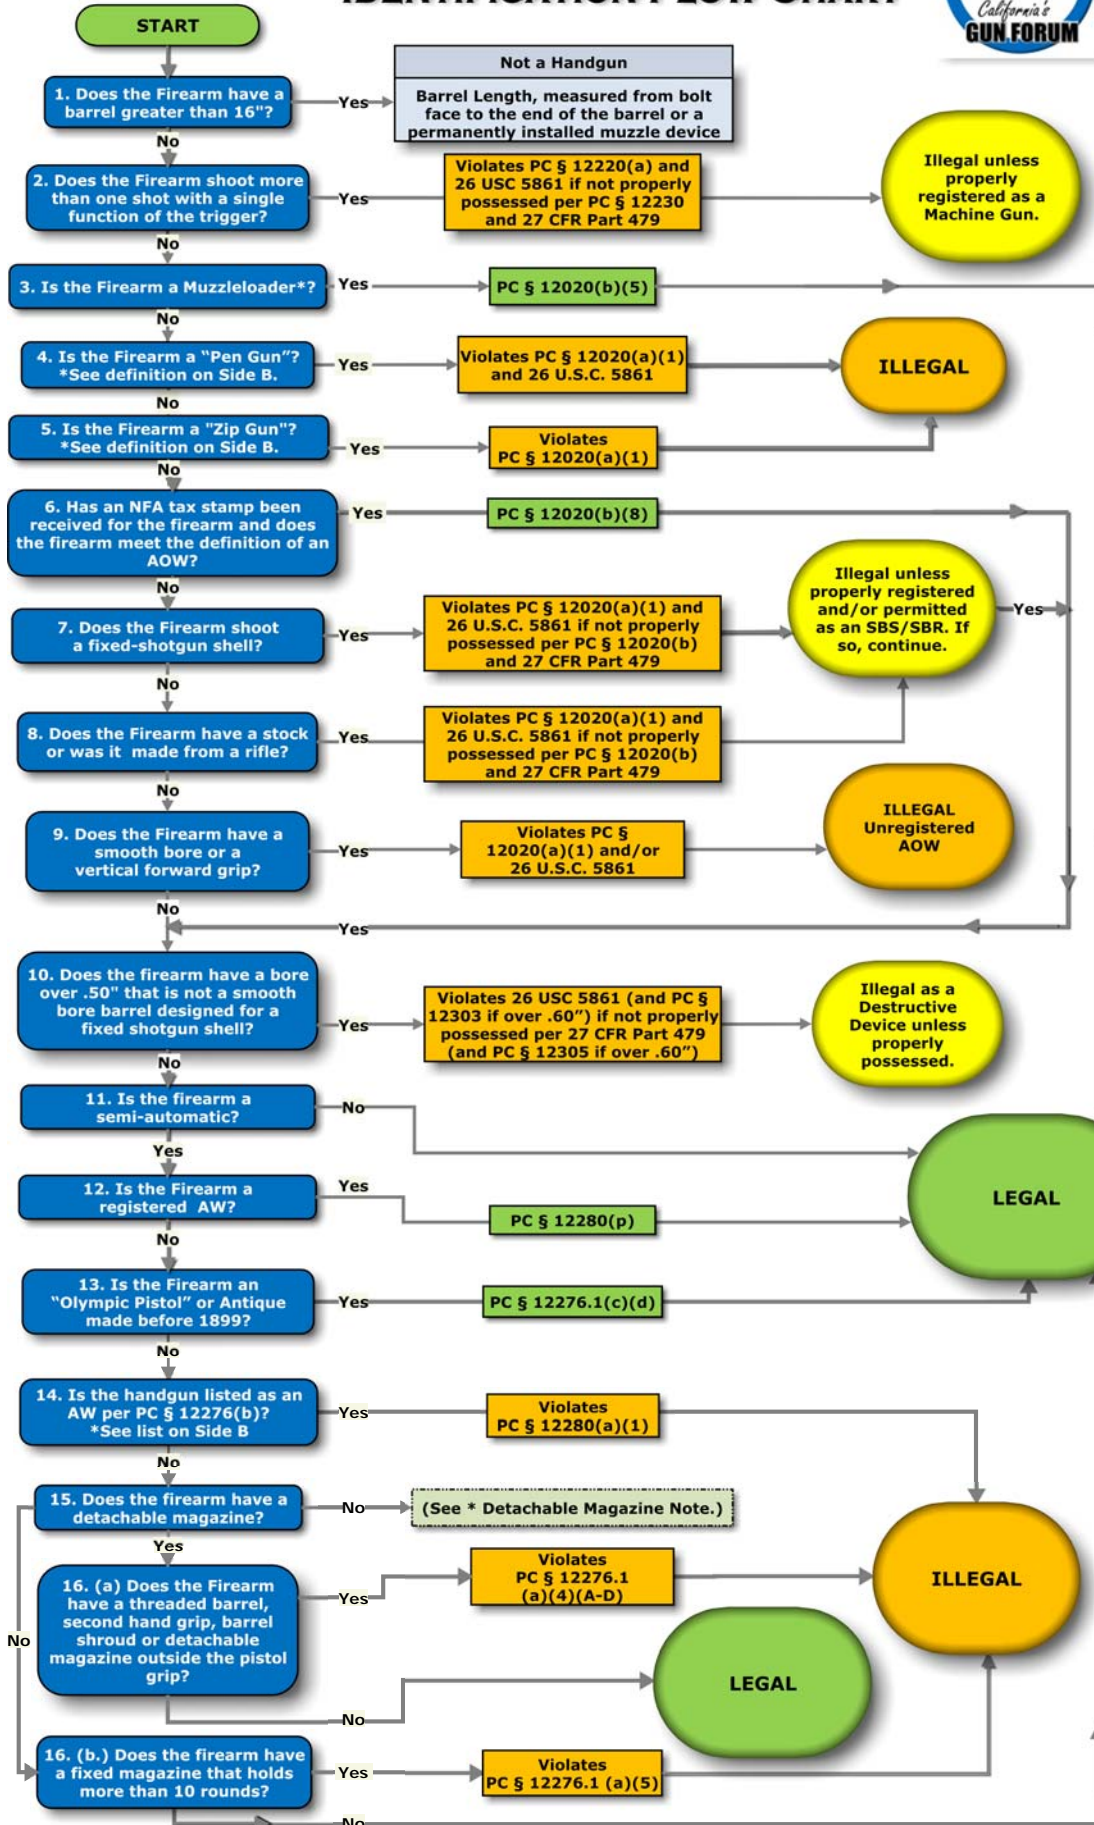 IDENTIFICATION FLOW CHART
California's
GUN FORUM
START
1. Does the Firearm have a
barrel greater than 16"?
Yes
Not a Handgun
Barrel Length, measured from bolt
face to the end of the barrel or a
permanently installed muzzle device
No
2. Does the Firearm shoot more
than one shot with a single
function of the trigger?
Yes
Violates PC § 12220(a) and
26 USC 5861 if not properly
possessed per PC § 12230
and 27 CFR Part 479
Illegal unless
properly
registered as a
Machine Gun.
No
3. Is the Firearm a Muzzleloader*?
Yes
PC § 12020(b)(5)
No
4. Is the Firearm a “Pen Gun”?
*See definition on Side B.
Yes
Violates PC § 12020(a)(1)
and 26 U.S.C. 5861
ILLEGAL
No
5. Is the Firearm a "Zip Gun"?
*See definition on Side B.
Yes
Violates
PC § 12020(a)(1)
No
6. Has an NFA tax stamp been
received for the firearm and does
the firearm meet the definition of an
AOW?
Yes
PC § 12020(b)(8)
No
7. Does the Firearm shoot
a fixed-shotgun shell?
Yes
Violates PC § 12020(a)(1) and
26 U.S.C. 5861 if not properly
possessed per PC § 12020(b)
and 27 CFR Part 479
Illegal unless
properly registered
and/or permitted
as an SBS/SBR. If
so, continue.
Yes
No
8. Does the Firearm have a stock
or was it made from a rifle?
Yes
Violates PC § 12020(a)(1) and
26 U.S.C. 5861 if not properly
possessed per PC § 12020(b)
and 27 CFR Part 479
No
9. Does the Firearm have a
smooth bore or a
vertical forward grip?
Yes
Violates PC §
12020(a)(1) and/or
26 U.S.C. 5861
ILLEGAL
Unregistered
AOW
No
Yes
10. Does the firearm have a bore
over .50" that is not a smooth
bore barrel designed for a
fixed shotgun shell?
Yes
Violates 26 USC 5861 (and PC §
12303 if over .60”) if not properly
possessed per 27 CFR Part 479
(and PC § 12305 if over .60”)
Illegal as a
Destructive
Device unless
properly
possessed.
No
11. Is the firearm a
semi-automatic?
No
LEGAL
Yes
12. Is the Firearm a
registered AW?
Yes
PC § 12280(p)
No
13. Is the Firearm an
“Olympic Pistol” or Antique
made before 1899?
Yes
PC § 12276.1(c)(d)
No
14. Is the handgun listed as an
AW per PC § 12276(b)?
*See list on Side B
Yes
Violates
PC § 12280(a)(1)
No
15. Does the firearm have a
detachable magazine?
No
(See * Detachable Magazine Note.)
Yes
16. (a) Does the Firearm
have a threaded barrel,
second hand grip, barrel
shroud or detachable
magazine outside the pistol
grip?
Yes
Violates
PC § 12276.1
(a)(4)(A-D)
ILLEGAL
No
LEGAL
No
16. (b.) Does the firearm have
a fixed magazine that holds
more than 10 rounds?
Yes
Violates
PC § 12276.1 (a)(5)
No